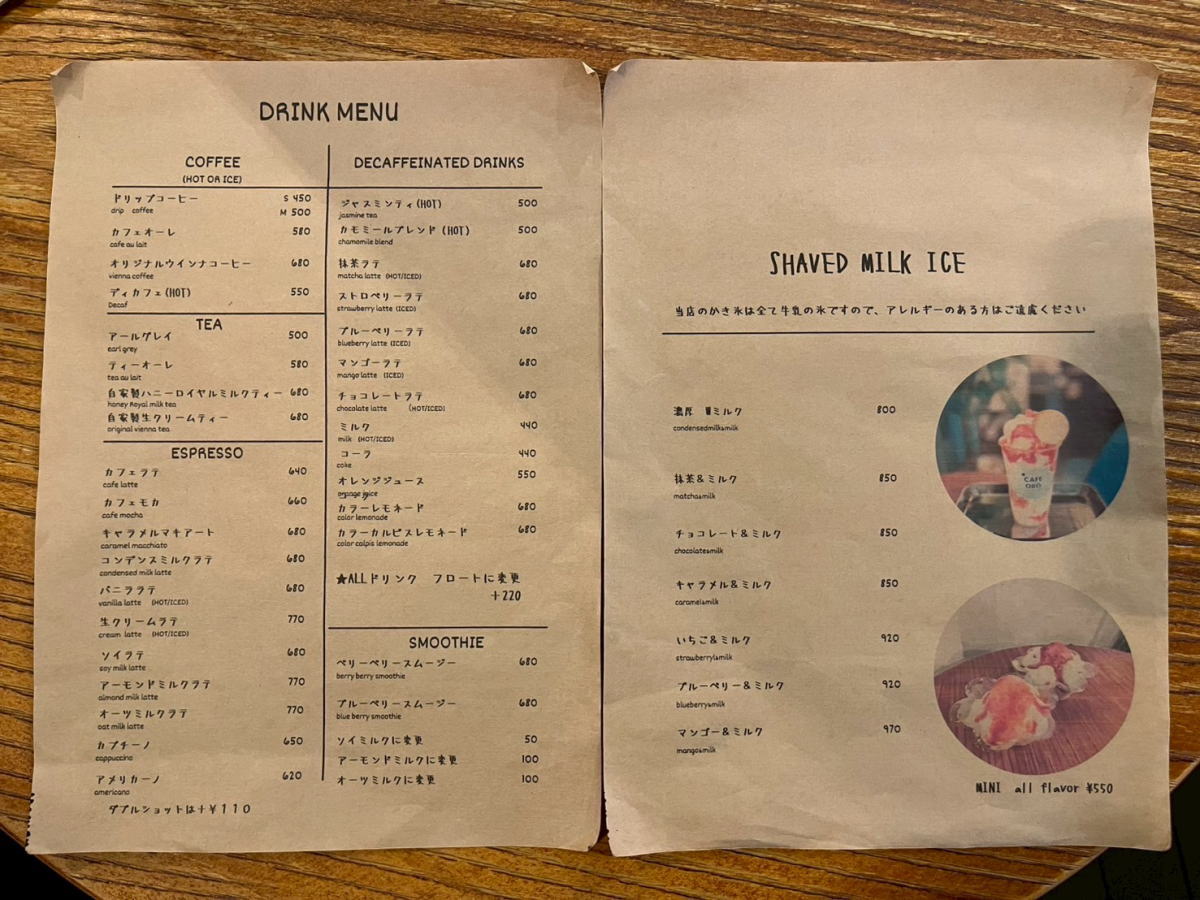 DRINK MENU
COFFEE
(HOT OR ICE)
ドリップコーヒー S 450
drip coffee M 500
カフェオーレ 580
cafe au lait
オリジナルウインナコーヒー 680
vienna coffee
ディカフェ(HOT) 550
Decaf
TEA
アールグレイ 500
earl grey
ティーオーレ 580
tea au lait
自家製ハニーロイヤルミルクティー 680
honey Royal milk tea
自家製生クリームティー 680
original vienna tea
ESPRESSO
カフェラテ 640
cafe latte
カフェモカ 660
cafe mocha
キャラメルマキアート 680
caramel macchiato
コンデンスミルクラテ 680
condensed milk latte
バニララテ 680
vanilla latte (HOT/ICED)
生クリームラテ 770
cream latte (HOT/ICED)
ソイラテ 680
soy milk latte
アーモンドミルクラテ 770
almond milk latte
オーツミルクラテ 770
oat milk latte
カプチーノ 650
cappuccino
アメリカーノ 620
americano
ダブルショットは+¥110
DECAFFEINATED DRINKS
ジャスミンティ(HOT) 500
jasmine tea
カモミールブレンド (HOT) 500
chamomile blend
抹茶ラテ 680
matcha latte (HOT/ICED)
ストロベリーラテ 680
strawberry latte (ICED)
ブルーベリーラテ 680
blueberry latte (ICED)
マンゴーラテ 680
mango latte (ICED)
チョコレートラテ 680
chocolate latte (HOT/ICED)
ミルク 440
milk (HOT/ICED)
コーラ 440
coke
オレンジジュース 550
orange juice
カラーレモネード 680
color lemonade
カラーカルピスレモネード 680
color calpis lemonade
★ALLドリンク フロートに変更
+220
SMOOTHIE
ベリーベリースムージー 680
berry berry smoothie
ブルーベリースムージー 680
blue berry smoothie
ソイミルクに変更 50
アーモンドミルクに変更 100
オーツミルクに変更 100
SHAVED MILK ICE
当店のかき氷は全て牛乳の氷ですので、アレルギーのある方はご遠慮ください
濃厚 ミルク 800
condensedmilk&milk
抹茶&ミルク 850
matcha&milk
チョコレート&ミルク 850
chocolate&milk
キャラメル&ミルク 850
caramel&milk
いちご&ミルク 920
strawberry&milk
ブルーベリー&ミルク 920
blueberry&milk
マンゴー&ミルク 970
mango&milk
CAFE
MINI all flavor ¥550